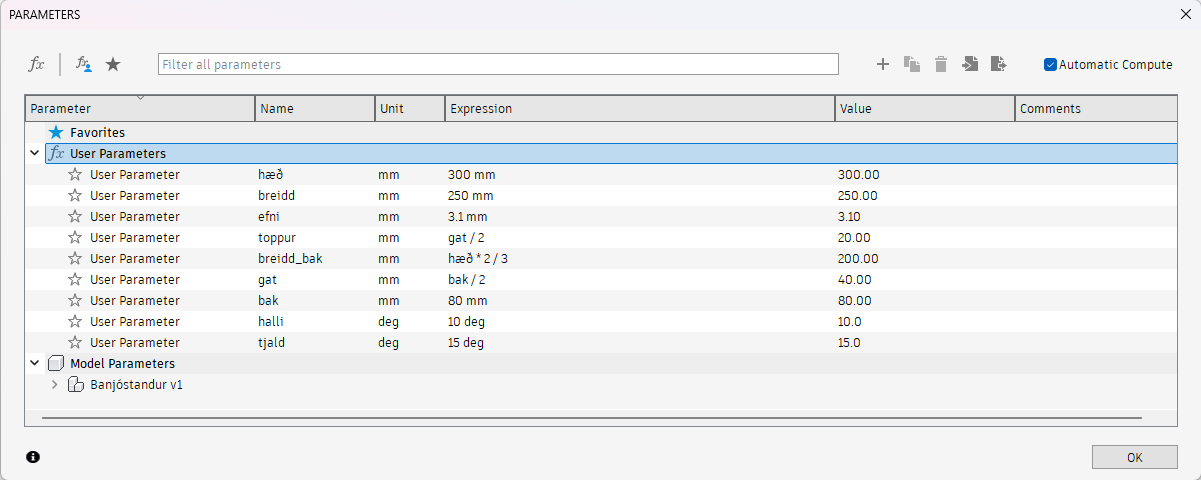 PARAMETERS
Filter all parameters
Automatic Compute
Parameter Name Unit Expression Value Comments
Favorites
fx User Parameters
User Parameter hæð mm 300 mm 300.00
User Parameter breidd mm 250 mm 250.00
User Parameter efni mm 3.1 mm 3.10
User Parameter toppur mm gat / 2 20.00
User Parameter breidd_bak mm hæð * 2 / 3 200.00
User Parameter gat mm bak / 2 40.00
User Parameter bak mm 80 mm 80.00
User Parameter halli deg 10 deg 10.0
User Parameter tjald deg 15 deg 15.0
Model Parameters
Banjóstandur v1
OK